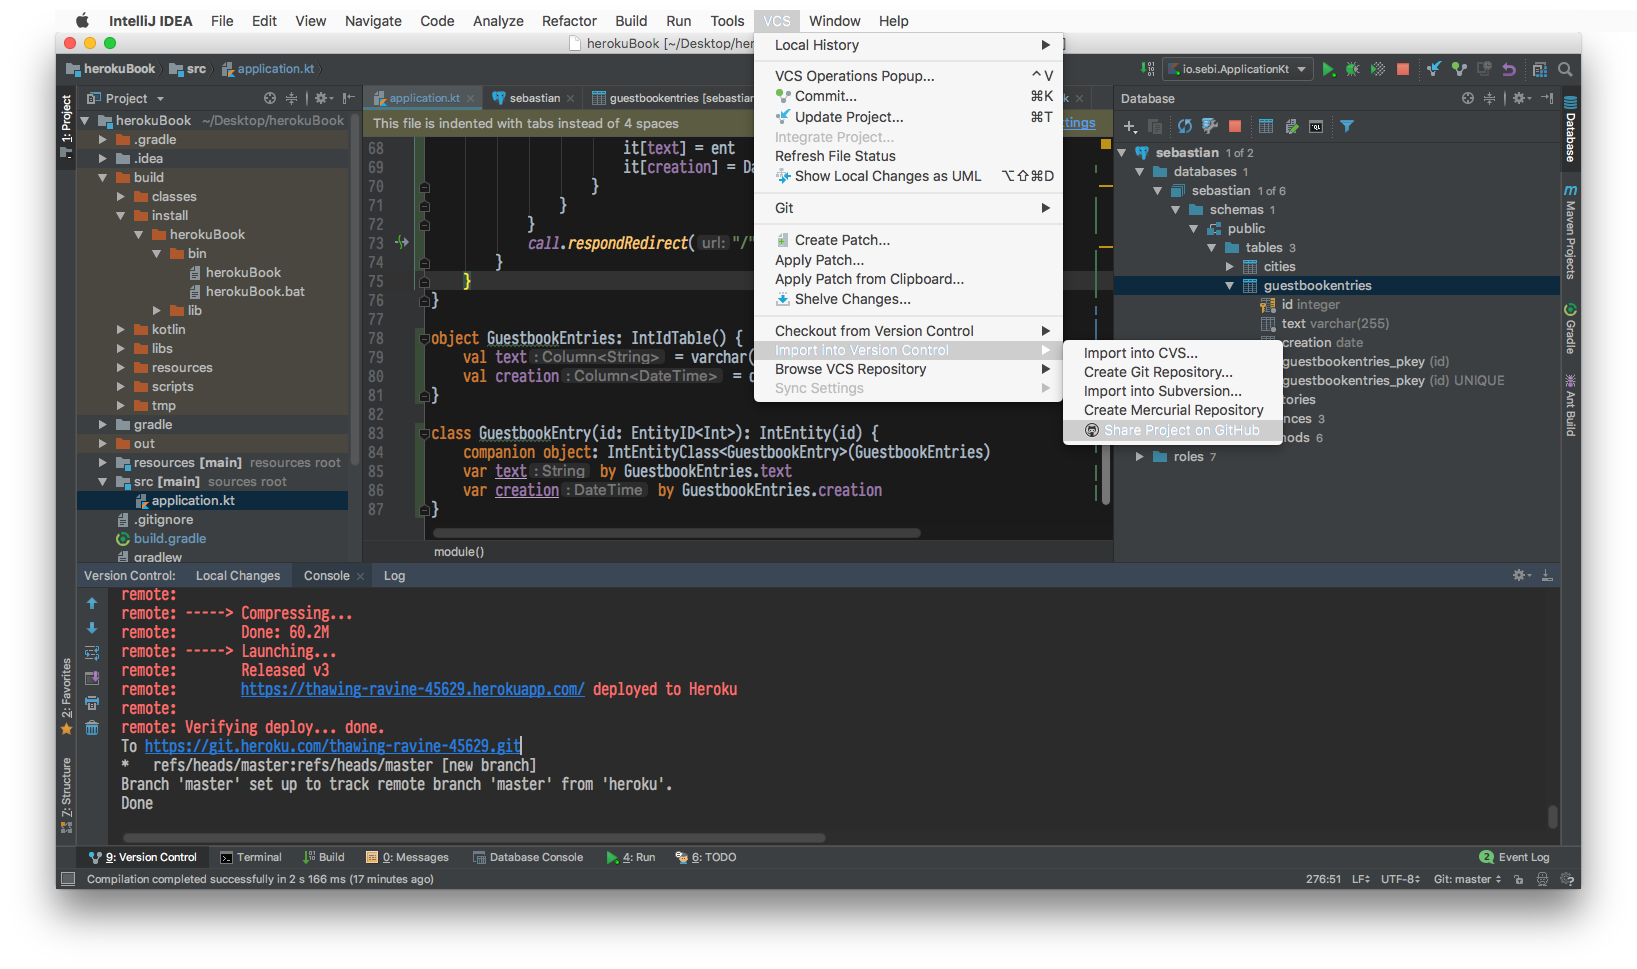 IntelliJ IDEA File Edit View Navigate Code Analyze Refactor Build Run Tools VCS Window Help
herokuBook [~/Desktop/her
herokuBook src application.kt
io.sebi.ApplicationKt
1: Project
Project
herokuBook ~/Desktop/herokuBook
.gradle
.idea
build
classes
install
herokuBook
bin
herokuBook
herokuBook.bat
lib
kotlin
libs
resources
scripts
tmp
gradle
out
resources [main] resources root
src [main] sources root
application.kt
.gitignore
build.gradle
gradlew
application.kt sebastian guestbookentries [sebastian
This file is indented with tabs instead of 4 spaces
tings
68 it[text] = ent
69 it[creation] = Da
70 }
71 }
72 }
73 call.respondRedirect( url: "/"
74 }
75 }
76 }
77
78 object GuestbookEntries: IntIdTable() {
79 val text : Column<String> = varchar(
80 val creation : Column<DateTime> = d
81 }
82
83 class GuestbookEntry(id: EntityID<Int>): IntEntity(id) {
84 companion object: IntEntityClass<GuestbookEntry>(GuestbookEntries)
85 var text : String by GuestbookEntries.text
86 var creation : DateTime by GuestbookEntries.creation
87 }
module()
Local History
VCS Operations Popup... ^V
Commit... ⌘K
Update Project... ⌘T
Integrate Project...
Refresh File Status
Show Local Changes as UML ⌥⇧⌘D
Git
Create Patch...
Apply Patch...
Apply Patch from Clipboard...
Shelve Changes...
Checkout from Version Control
Import into Version Control
Browse VCS Repository
Sync Settings
Import into CVS...
Create Git Repository...
Import into Subversion...
Create Mercurial Repository
Share Project on GitHub
Database
sebastian 1 of 2
databases 1
sebastian 1 of 6
schemas 1
public
tables 3
cities
guestbookentries
id integer
text varchar(255)
creation date
guestbookentries_pkey (id)
guestbookentries_pkey (id) UNIQUE
tories
nces 3
ods 6
roles 7
Database
Maven Projects
Gradle
Ant Build
2: Favorites
7: Structure
Version Control: Local Changes Console Log
remote:
remote: -----> Compressing...
remote: Done: 60.2M
remote: -----> Launching...
remote: Released v3
remote: https://thawing-ravine-45629.herokuapp.com/ deployed to Heroku
remote:
remote: Verifying deploy... done.
To https://git.heroku.com/thawing-ravine-45629.git
* refs/heads/master:refs/heads/master [new branch]
Branch 'master' set up to track remote branch 'master' from 'heroku'.
Done
9: Version Control Terminal Build 0: Messages Database Console 4: Run 6: TODO 2 Event Log
Compilation completed successfully in 2 s 166 ms (17 minutes ago) 276:51 LF÷ UTF-8÷ Git: master ÷